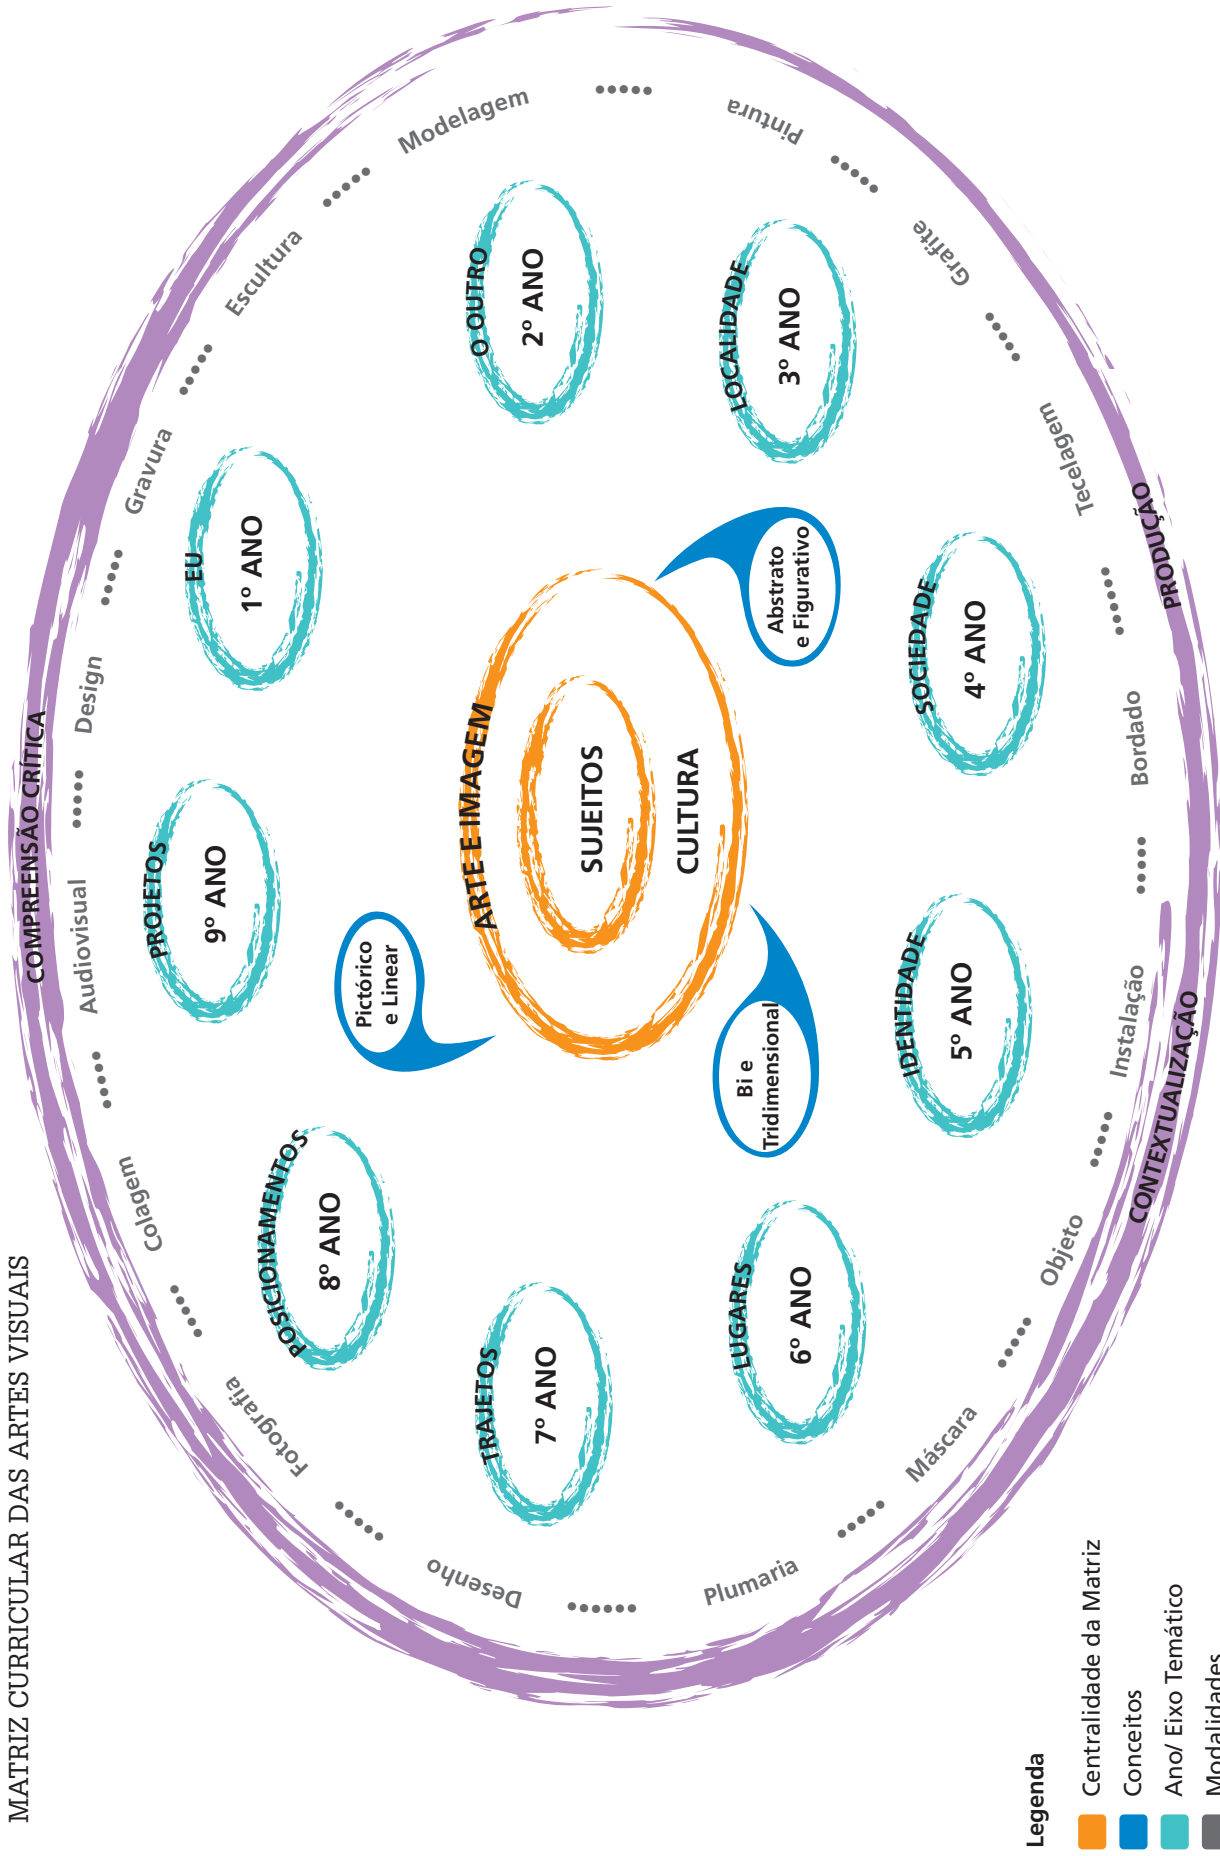 MATRIZ CURRICULAR DAS ARTES VISUAIS
COMPREENSÃO CRÍTICA
PRODUÇÃO
CONTEXTUALIZAÇÃO
Audiovisual
Design
Gravura
Escultura
Modelagem
Pintura
Grafite
Tecelagem
Bordado
Instalação
Objeto
Máscara
Plumaria
Desenho
Fotografia
Colagem
EU
1º ANO
O OUTRO
2º ANO
LOCALIDADE
3º ANO
SOCIEDADE
4º ANO
IDENTIDADE
5º ANO
LUGARES
6º ANO
TRAJETOS
7º ANO
POSICIONAMENTOS
8º ANO
PROJETOS
9º ANO
Pictórico
e Linear
Abstrato
e Figurativo
Bi e
Tridimensional
ARTE E IMAGEM
SUJEITOS
CULTURA
Legenda
Centralidade da Matriz
Conceitos
Ano/ Eixo Temático
Modalidades